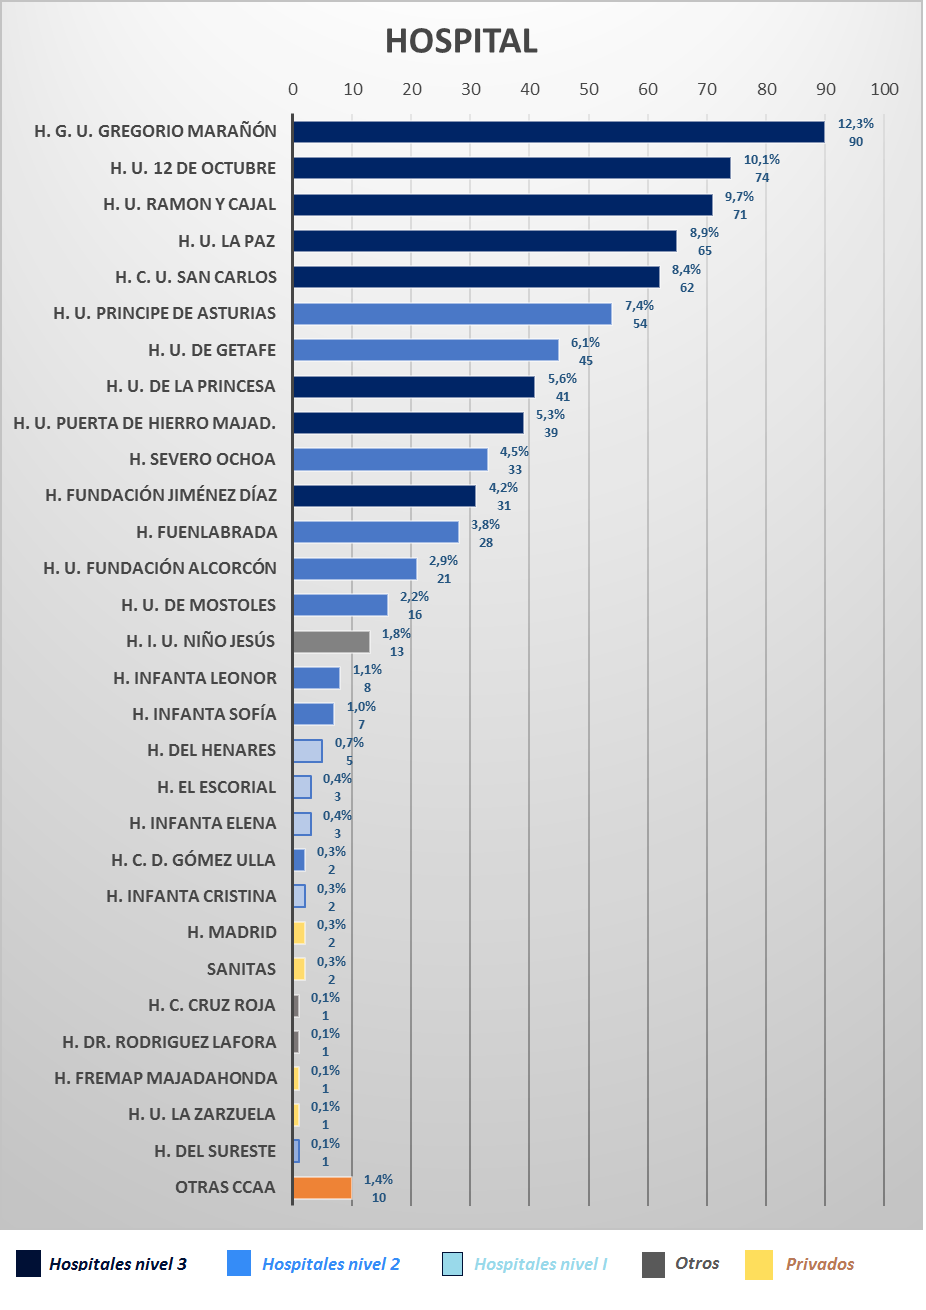 HOSPITAL
0 10 20 30 40 50 60 70 80 90 100
H. G. U. GREGORIO MARAÑÓN 12,3%
90
H. U. 12 DE OCTUBRE 10,1%
74
H. U. RAMON Y CAJAL 9,7%
71
H. U. LA PAZ 8,9%
65
H. C. U. SAN CARLOS 8,4%
62
H. U. PRINCIPE DE ASTURIAS 7,4%
54
H. U. DE GETAFE 6,1%
45
H. U. DE LA PRINCESA 5,6%
41
H. U. PUERTA DE HIERRO MAJAD. 5,3%
39
H. SEVERO OCHOA 4,5%
33
H. FUNDACIÓN JIMÉNEZ DÍAZ 4,2%
31
H. FUENLABRADA 3,8%
28
H. U. FUNDACIÓN ALCORCÓN 2,9%
21
H. U. DE MOSTOLES 2,2%
16
H. I. U. NIÑO JESÚS 1,8%
13
H. INFANTA LEONOR 1,1%
8
H. INFANTA SOFÍA 1,0%
7
H. DEL HENARES 0,7%
5
H. EL ESCORIAL 0,4%
3
H. INFANTA ELENA 0,4%
3
H. C. D. GÓMEZ ULLA 0,3%
2
H. INFANTA CRISTINA 0,3%
2
H. MADRID 0,3%
2
SANITAS 0,3%
2
H. C. CRUZ ROJA 0,1%
1
H. DR. RODRIGUEZ LAFORA 0,1%
1
H. FREMAP MAJADAHONDA 0,1%
1
H. U. LA ZARZUELA 0,1%
1
H. DEL SURESTE 0,1%
1
OTRAS CCAA 1,4%
10
Hospitales nivel 3 Hospitales nivel 2 Hospitales nivel I Otros Privados